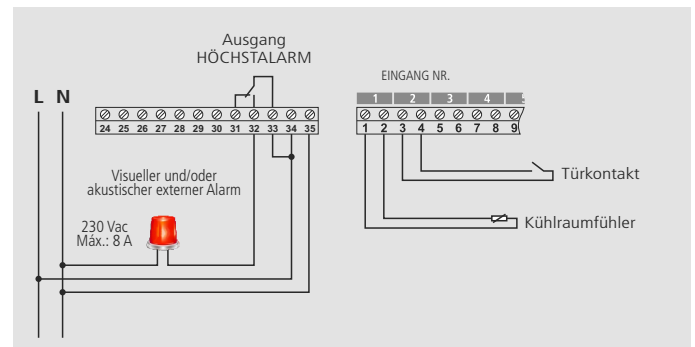 Ausgang
HÖCHSTALARM
EINGANG NR.
L N
1 2 3 4 5
24 25 26 27 28 29 30 31 32 33 34 35
1 2 3 4 5 6 7 8 9
Visueller und/oder
akustischer externer Alarm
Türkontakt
230 Vac
Máx.: 8 A
Kühlraumfühler